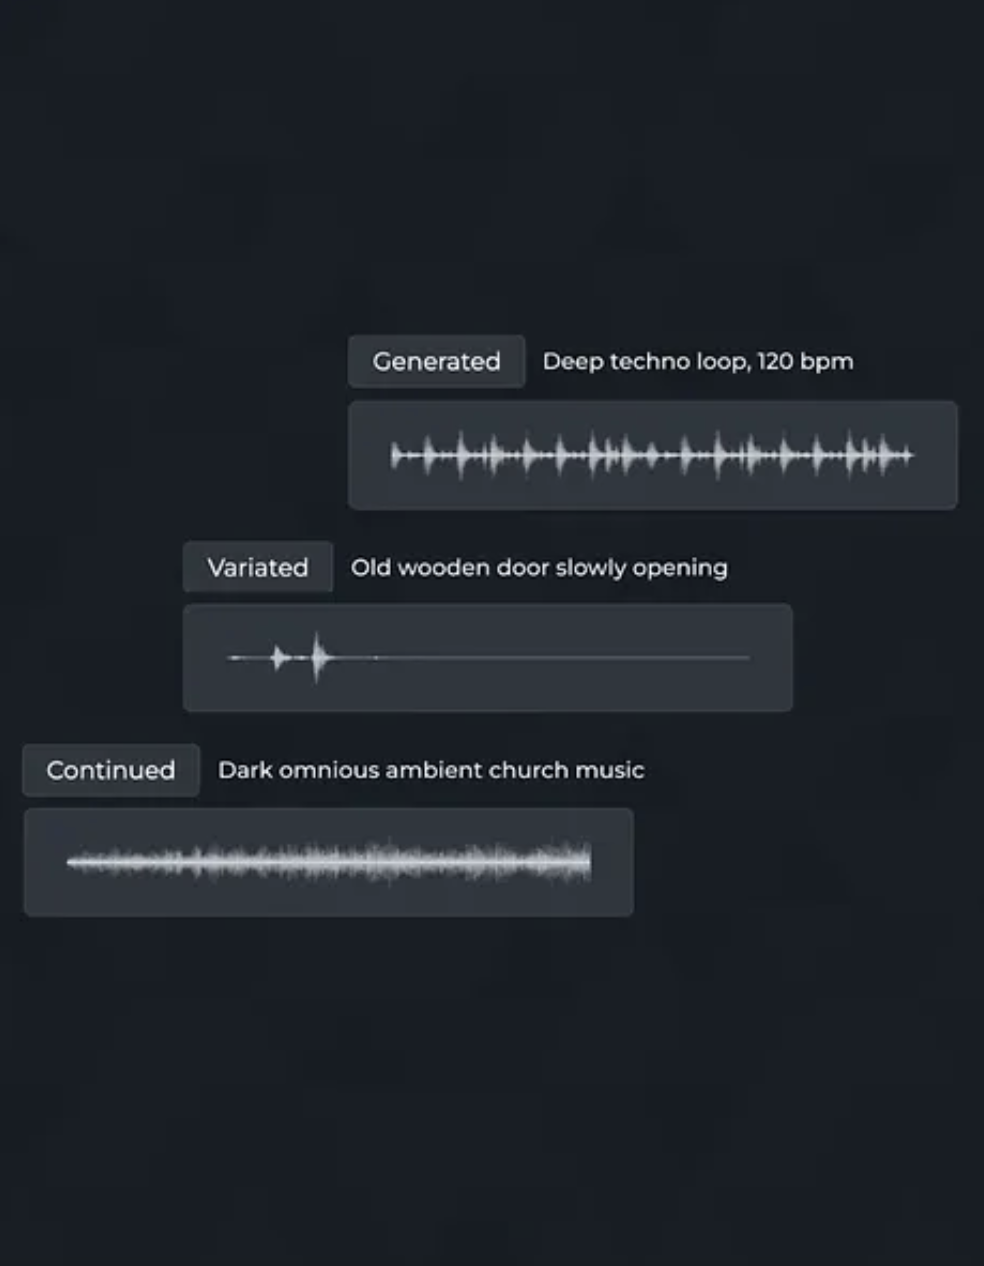 Generated Deep techno loop, 120 bpm
Variated Old wooden door slowly opening
Continued Dark omnious ambient church music